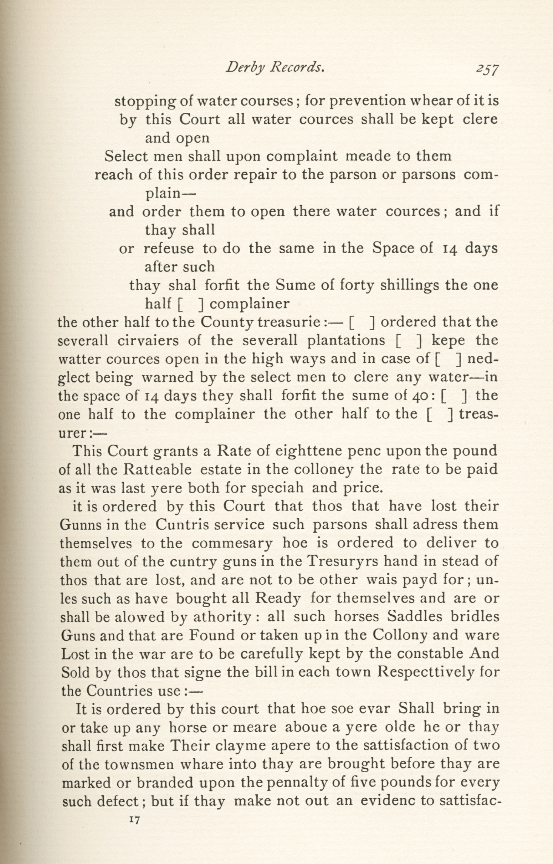 Derby Records. 257
stopping of water courses; for prevention whear of it is
by this Court all water cources shall be kept clere
and open
Select men shall upon complaint meade to them
reach of this order repair to the parson or parsons com-
plain—
and order them to open there water cources; and if
thay shall
or refeuse to do the same in the Space of 14 days
after such
thay shal forfit the Sume of forty shillings the one
half [ ] complainer
the other half to the County treasurie:— [ ] ordered that the
severall cirvaiers of the severall plantations [ ] kepe the
watter cources open in the high ways and in case of [ ] ned-
glect being warned by the select men to clere any water—in
the space of 14 days they shall forfit the sume of 40: [ ] the
one half to the complainer the other half to the [ ] treas-
urer:—
This Court grants a Rate of eighttene penc upon the pound
of all the Ratteable estate in the colloney the rate to be paid
as it was last yere both for speciah and price.
it is ordered by this Court that thos that have lost their
Gunns in the Cuntris service such parsons shall adress them
themselves to the commesary hoe is ordered to deliver to
them out of the cuntry guns in the Tresuryrs hand in stead of
thos that are lost, and are not to be other wais payd for; un-
les such as have bought all Ready for themselves and are or
shall be alowed by athority: all such horses Saddles bridles
Guns and that are Found or taken up in the Collony and ware
Lost in the war are to be carefully kept by the constable And
Sold by thos that signe the bill in each town Respecttively for
the Countries use:—
It is ordered by this court that hoe soe evar Shall bring in
or take up any horse or meare aboue a yere olde he or thay
shall first make Their clayme apere to the sattisfaction of two
of the townsmen whare into thay are brought before thay are
marked or branded upon the pennalty of five pounds for every
such defect; but if thay make not out an evidenc to sattisfac-
17